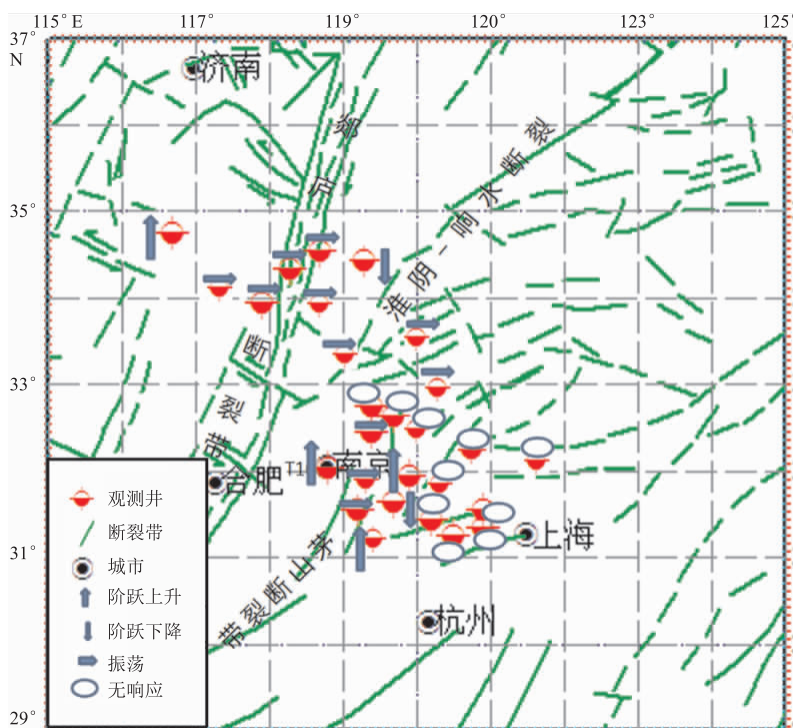 115° E 117° 119° 120° 123° 125°
37°
N
35°
33°
31°
29°
济南
郯
庐
断
裂
带
淮阴-响水断裂
T1
南京
合肥
上海
杭州
带裂断山茅
观测井
断裂带
城市
阶跃上升
阶跃下降
振荡
无响应